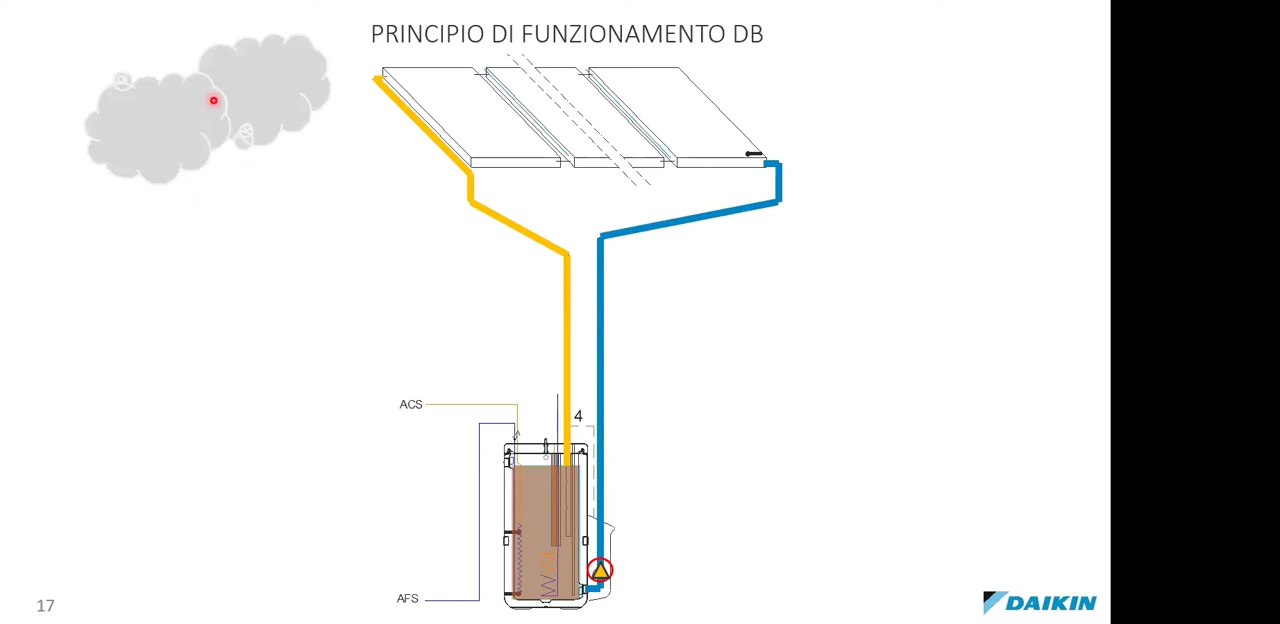 PRINCIPIO DI FUNZIONAMENTO DB
ACS
4
AFS
17
DAIKIN